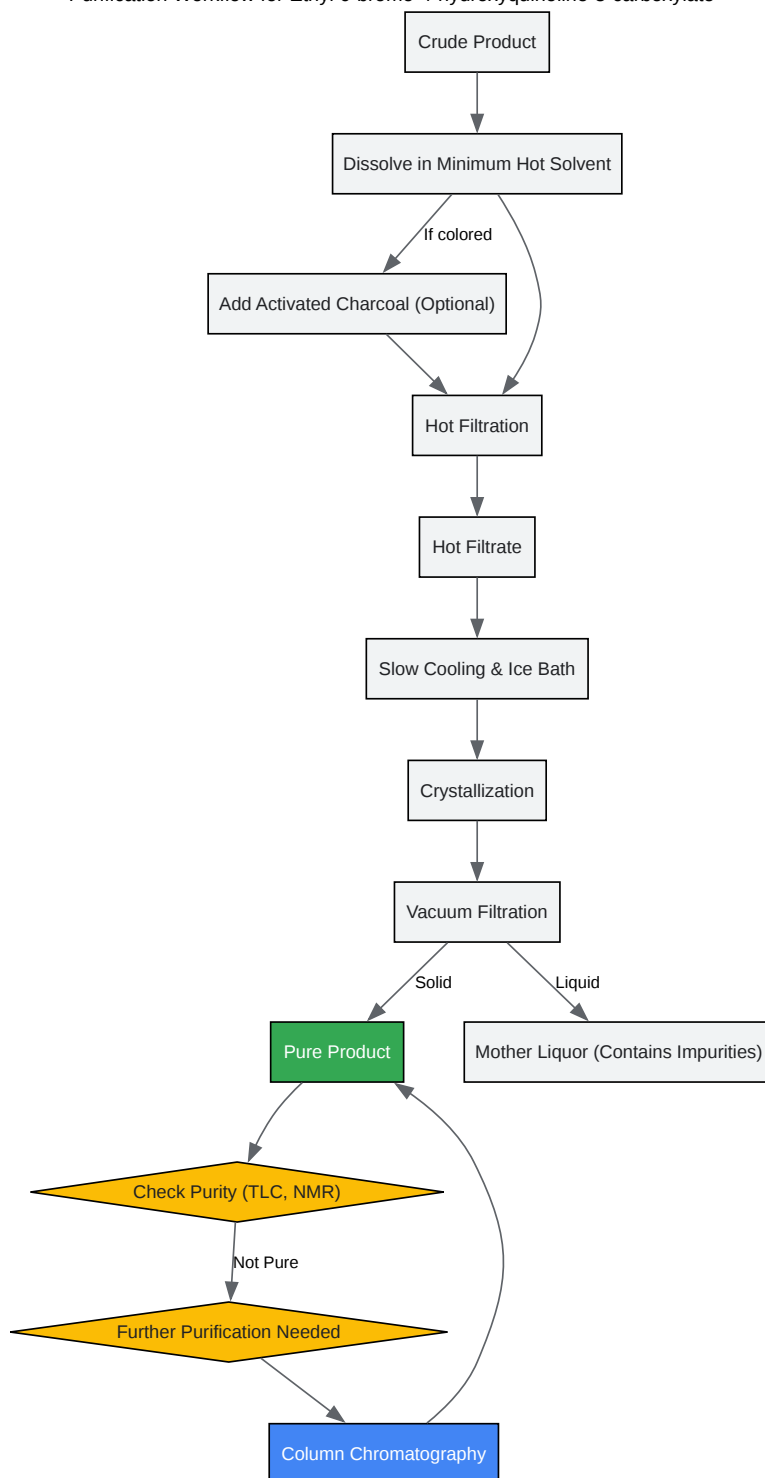 Crude Product
Dissolve in Minimum Hot Solvent
If colored
Add Activated Charcoal (Optional)
Hot Filtration
Hot Filtrate
Slow Cooling & Ice Bath
Crystallization
Vacuum Filtration
Solid
Liquid
Pure Product
Mother Liquor (Contains Impurities)
Check Purity (TLC, NMR)
Not Pure
Further Purification Needed
Column Chromatography